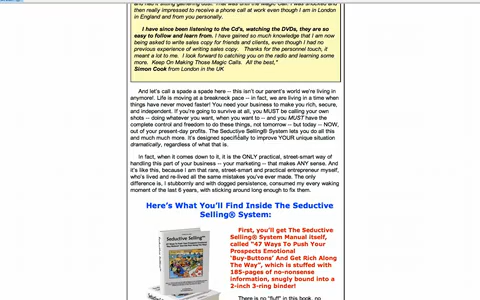 and had it sitting gathering dust. That was until the Magic Call! I was shocked and
then really impressed to receive a phone call at work even though I am in London
in England and from you personally.
I have since been listening to the Cd's, watching the DVDs, they are so
easy to follow and learn from. I have gained so much knowledge that I am now
being asked to write sales copy for friends and clients, even though I had no
previous experience of writing sales copy. Thanks for the personnel touch, it
meant a lot to me. I look forward to catching you on the radio and learning some
more. Keep On Making Those Magic Calls. All the best,"
Simon Cook from London in the UK
And let's call a spade a spade here -- this isn't our parent's world we're living in
anymore!. Life is moving at a breakneck pace -- in fact, we are living in a time when
things have never moved faster! You need your business to make you rich, secure,
and independent. If you're going to survive at all, you MUST be calling your own
shots -- doing whatever you want, when you want to -- and you MUST have the
complete control and freedom to do these things, not tomorrow -- but today -- NOW,
out of your present-day profits. The Seductive Selling® System lets you do all this
and much much more. It's designed specifically to improve YOUR unique situation
dramatically, regardless of what that is.
In fact, when it comes down to it, it is the ONLY practical, street-smart way of
handling this part of your business -- your marketing -- that makes ANY sense. And
it's like this, because I am that rare, street-smart and practical entrepreneur myself,
who's lived and re-lived all the same mistakes you've ever made. The only
difference is, I stubbornly and with dogged persistence, consumed my every waking
moment of the last 6 years, with sticking around long enough to fix them.
Here's What You'll Find Inside The Seductive
Selling® System:
Seductive Selling™
First, you'll get The Seductive
Selling® System Manual itself,
called "47 Ways To Push Your
Prospects Emotional
'Buy-Buttons' And Get Rich Along
The Way", which is stuffed with
185-pages of no-nonsense
information, snugly bound into a
2-inch 3-ring binder!
There is no "fluff" in this book, no